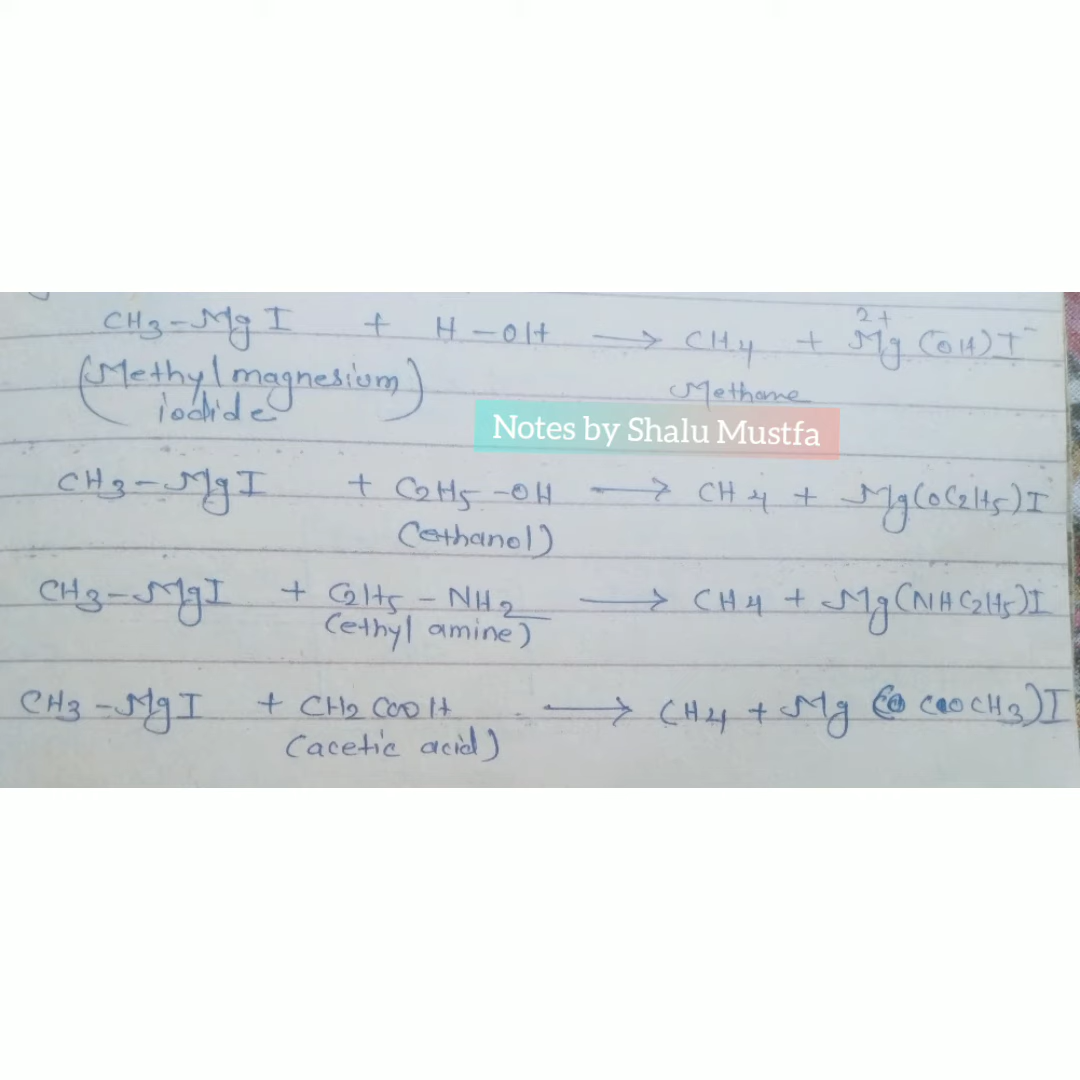 CH3-MgI + H-OH → CH4 + Mg2+(OH)I-
(Methyl magnesium Methane
iodide)
Notes by Shalu Mustfa
CH3-MgI + C2H5-OH → CH4 + Mg(OC2H5)I
(ethanol)
CH3-MgI + C2H5-NH2 → CH4 + Mg(NHC2H5)I
(ethyl amine)
CH3-MgI + CH2COOH → CH4 + Mg ( COOCH3)I
(acetic acid)